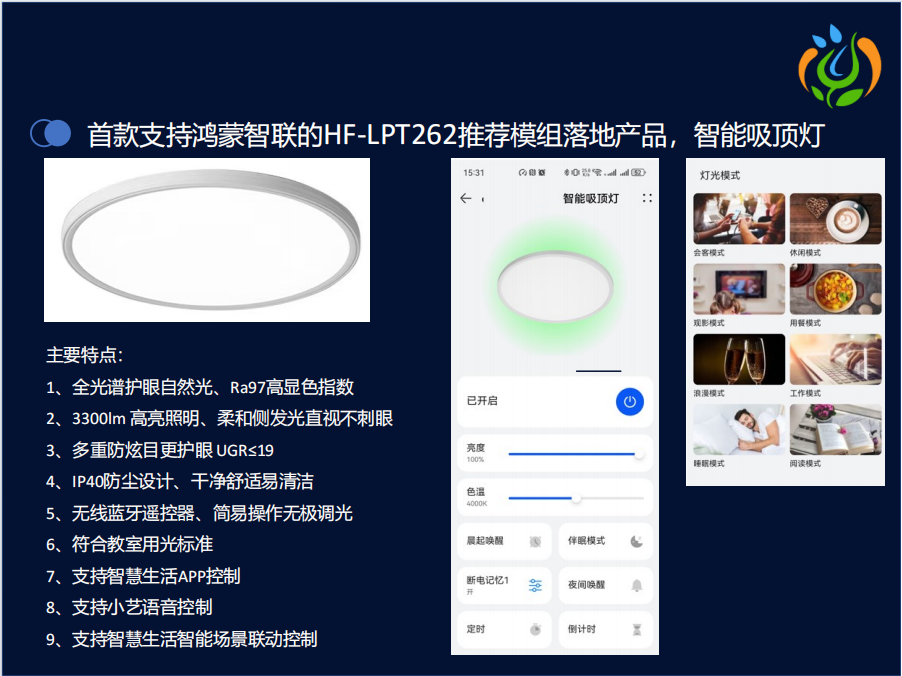 首款支持鸿蒙智联的HF-LPT262推荐模组落地产品，智能吸顶灯
主要特点：
1、全光谱护眼自然光、Ra97高显色指数
2、3300lm 高亮照明、柔和侧发光直视不刺眼
3、多重防炫目更护眼 UGR≤19
4、IP40防尘设计、干净舒适易清洁
5、无线蓝牙遥控器、简易操作无极调光
6、符合教室用光标准
7、支持智慧生活APP控制
8、支持小艺语音控制
9、支持智慧生活智能场景联动控制
15:31
52
智能吸顶灯
已开启
亮度
100%
色温
4000K
晨起唤醒
伴眠模式
断电记忆1
开
夜间唤醒
定时
倒计时
灯光模式
会客模式
休闲模式
观影模式
用餐模式
浪漫模式
工作模式
睡眠模式
阅读模式